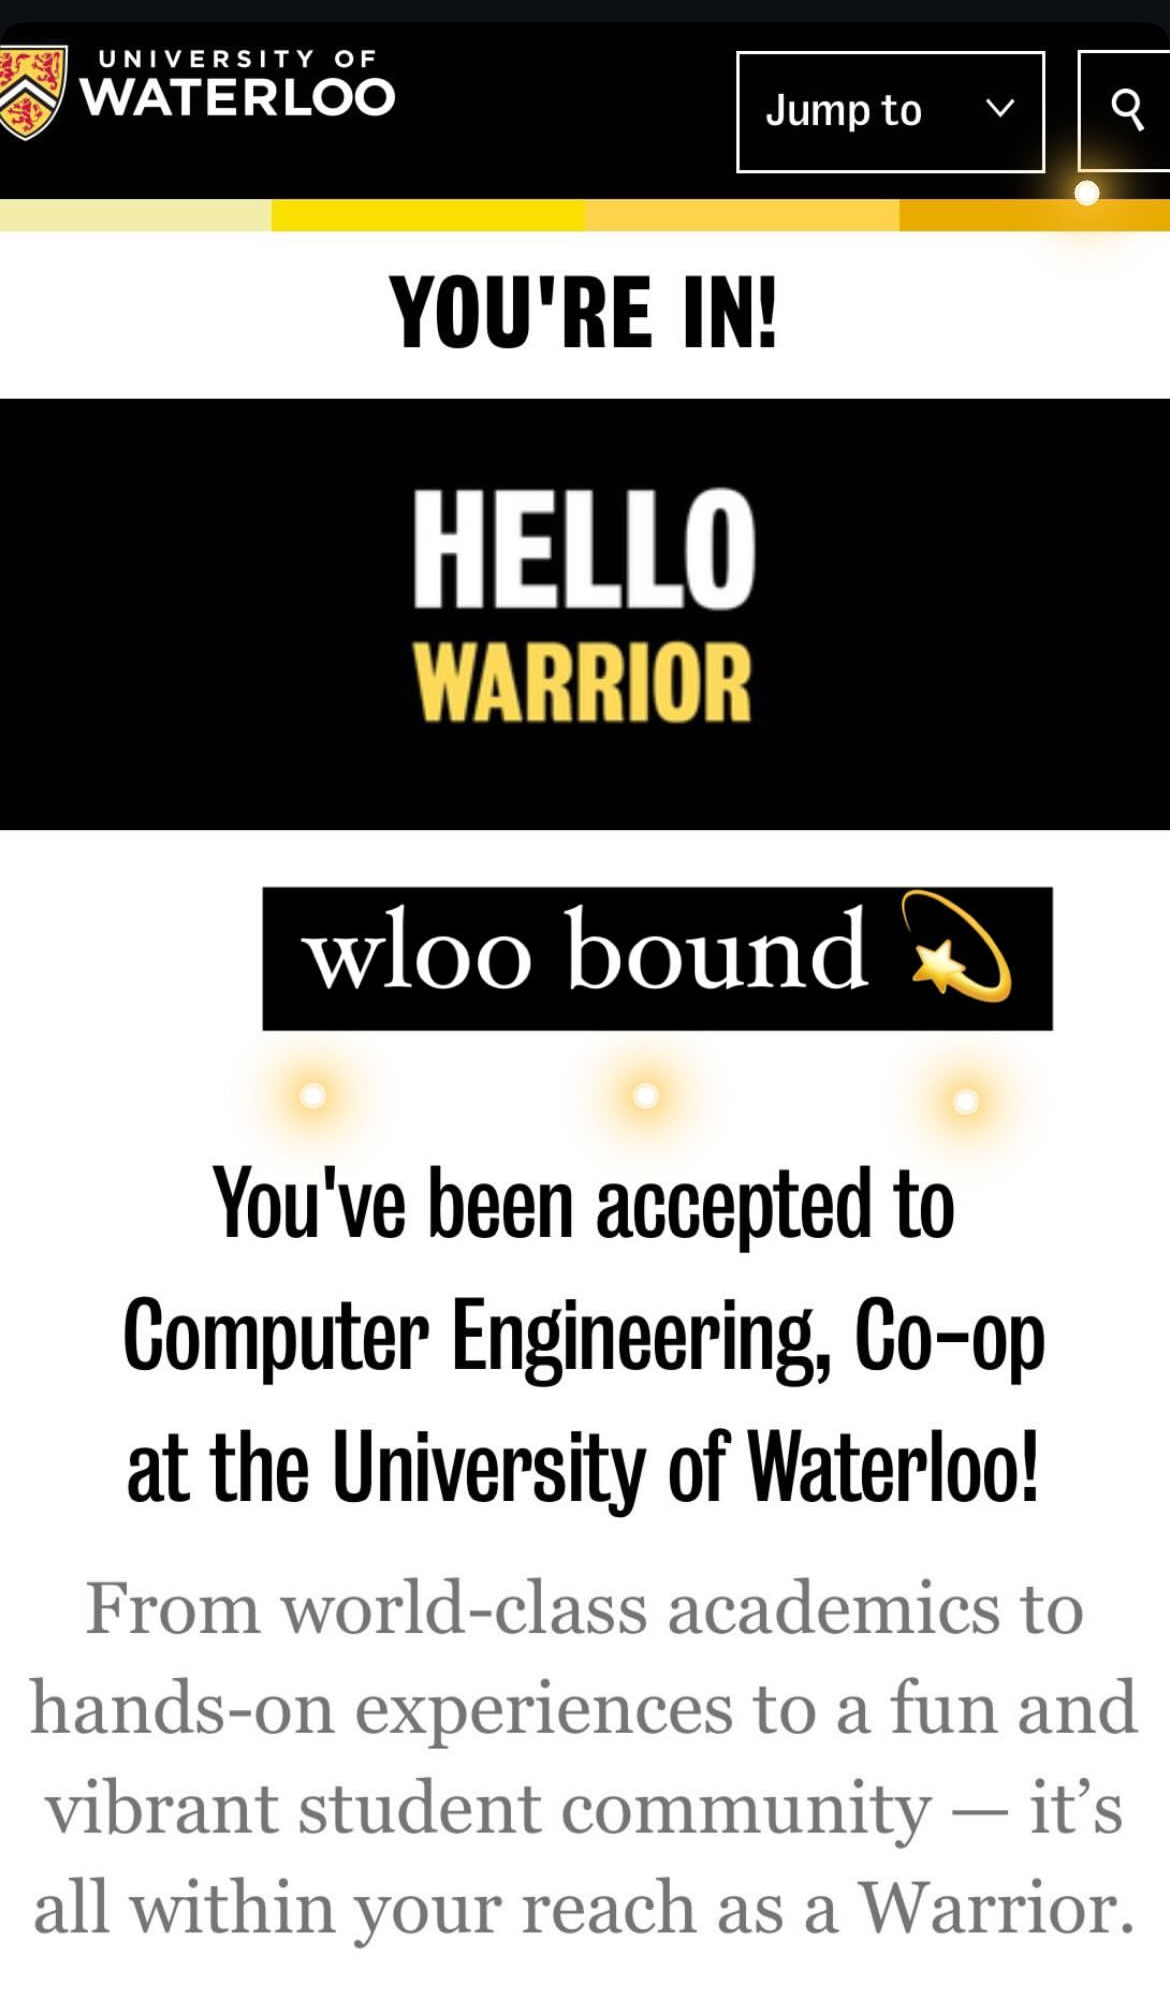 UNIVERSITY OF
WATERLOO
Jump to
YOU'RE IN!
HELLO
WARRIOR
wloo bound 💫
You've been accepted to
Computer Engineering, Co-op
at the University of Waterloo!
From world-class academics to
hands-on experiences to a fun and
vibrant student community — it’s
all within your reach as a Warrior.